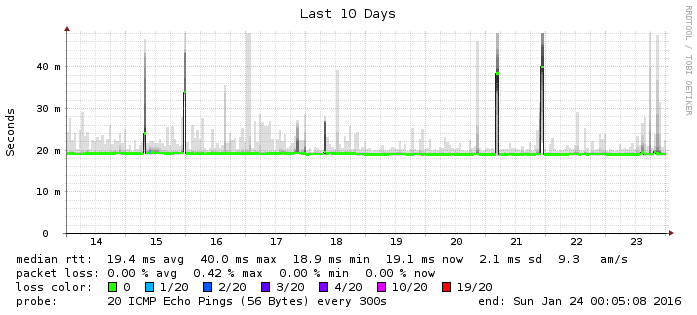 Last 10 Days
RRDTOOL / TOBI OETIKER
Seconds
40 m
30 m
20 m
10 m
0
14 15 16 17 18 19 20 21 22 23
median rtt: 19.4 ms avg 40.0 ms max 18.9 ms min 19.1 ms now 2.1 ms sd 9.3 am/s
packet loss: 0.00 % avg 0.42 % max 0.00 % min 0.00 % now
loss color: 0 1/20 2/20 3/20 4/20 10/20 19/20
probe: 20 ICMP Echo Pings (56 Bytes) every 300s end: Sun Jan 24 00:05:08 2016